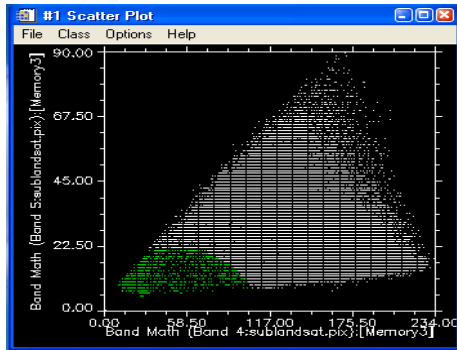 #1 Scatter Plot
File Class Options Help
90.00
67.50
45.00
22.50
0.00
Band Math (Band 5:sublandsat.pix):[Memory3]
0.00 58.50 117.00 175.50 234.00
Band Math (Band 4:sublandsat.pix):[Memory3]